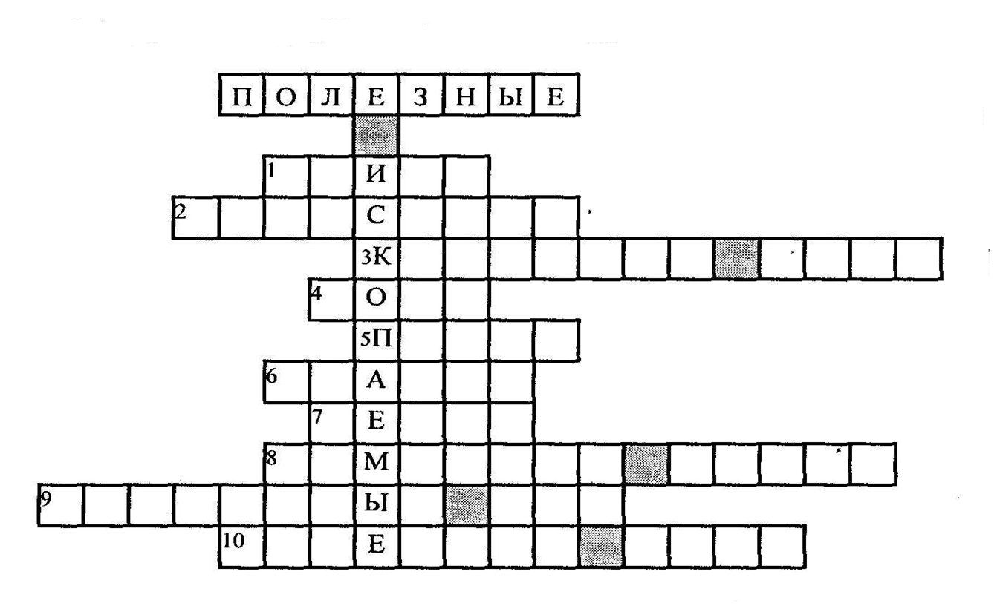 ПОЛЕЗНЫЕ
1 И
2 С
3К
4 О
5П
6 А
7 Е
8 М
9 Ы
10 Е